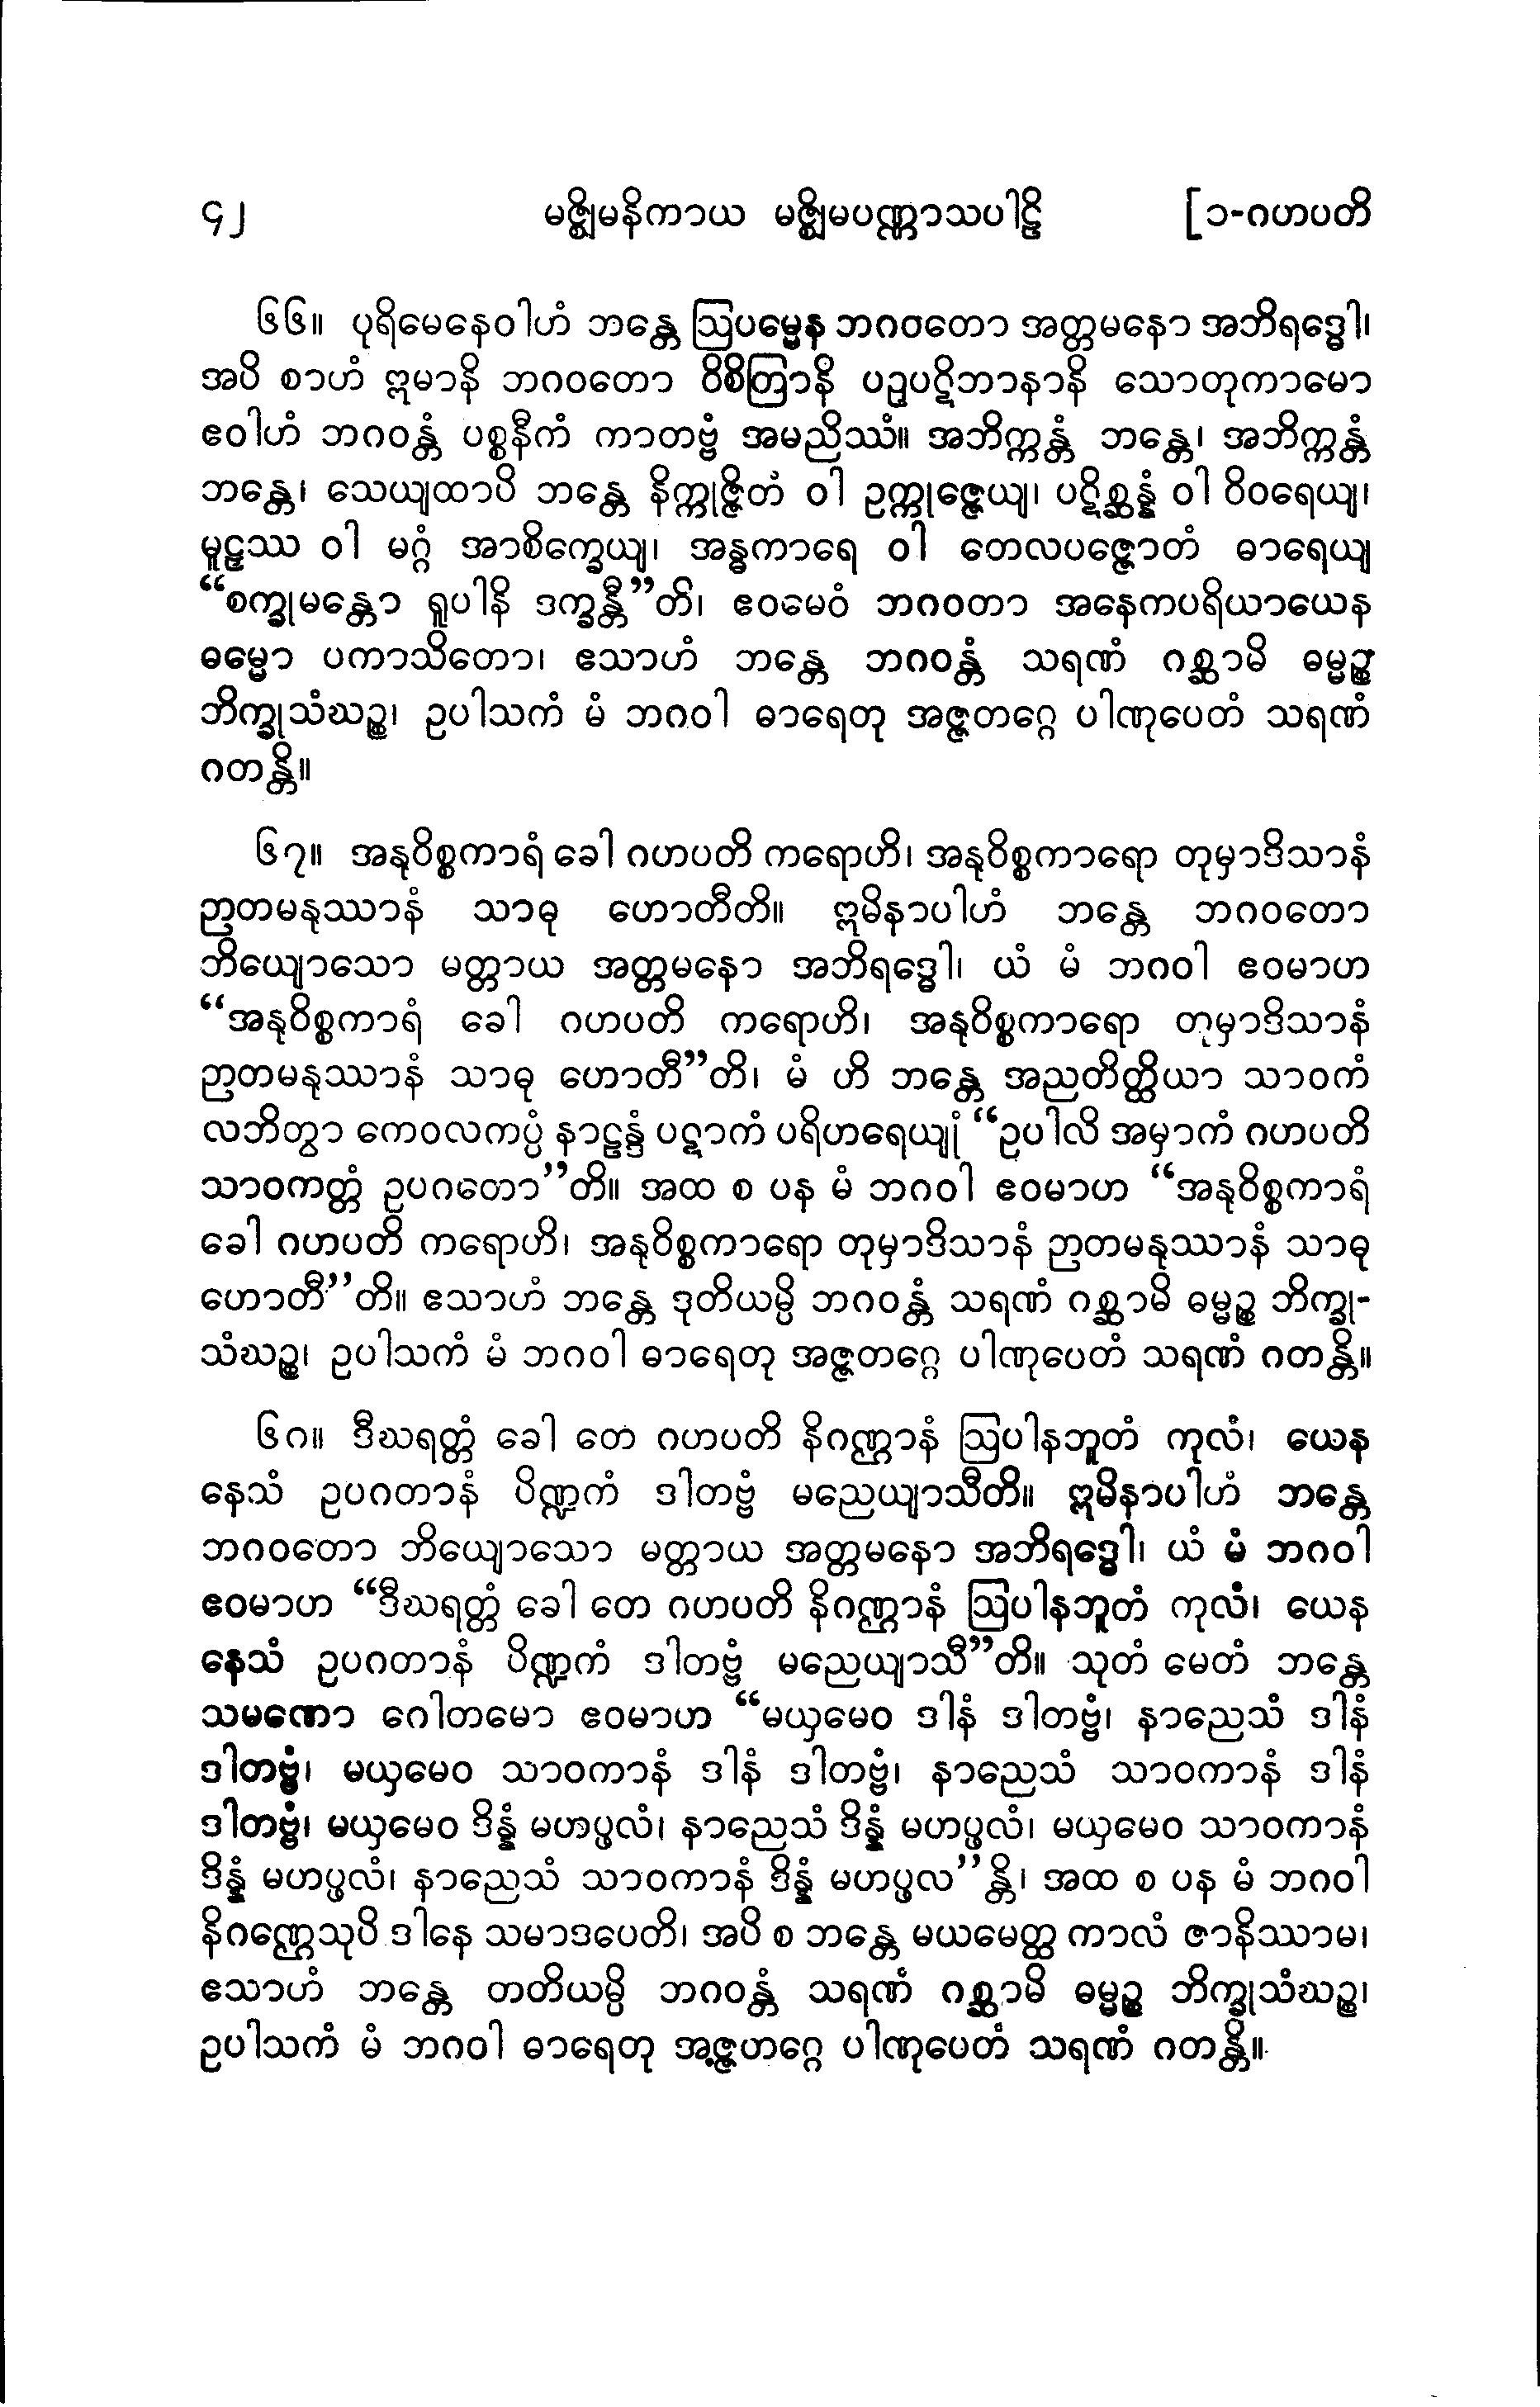 ၄၂ မဇ္ဈိမနိကာယ မဇ္ဈိမပဏ္ဏာသပါဠိ [၁-ဂဟပတိ
၆၆။ ပုရိမေနေဝါဟံ ဘန္တေ ဩပမ္မေန ဘဂဝတော အတ္တမနော အဘိရဒ္ဓေါ၊
အပိ စာဟံ ဣမာနိ ဘဂဝတော ဝိစိတြာနိ ပဉှပဋိဘာနာနိ သောတုကာမော
ဧဝါဟံ ဘဂဝန္တံ ပစ္စနီကံ ကာတဗ္ဗံ အမညိဿံ။ အဘိက္ကန္တံ ဘန္တေ၊ အဘိက္ကန္တံ
ဘန္တေ၊ သေယျထာပိ ဘန္တေ နိက္ကုဇ္ဇိတံ ဝါ ဥက္ကုဇ္ဇေယျ၊ ပဋိစ္ဆန္နံ ဝါ ဝိဝရေယျ၊
မူဠှဿ ဝါ မဂ္ဂံ အာစိက္ခေယျ၊ အန္ဓကာရေ ဝါ တေလပဇ္ဇောတံ ဓာရေယျ
“စက္ခုမန္တော ရူပါနိ ဒက္ခန္တီ”တိ၊ ဧဝမေဝံ ဘဂဝတာ အနေကပရိယာယေန
ဓမ္မော ပကာသိတော၊ ဧသာဟံ ဘန္တေ ဘဂဝန္တံ သရဏံ ဂစ္ဆာမိ ဓမ္မဉ္စ
ဘိက္ခုသံဃဉ္စ၊ ဥပါသကံ မံ ဘဂဝါ ဓာရေတု အဇ္ဇတဂ္ဂေ ပါဏုပေတံ သရဏံ
ဂတန္တိ။
၆၇။ အနုဝိစ္စကာရံ ခေါ ဂဟပတိ ကရောဟိ၊ အနုဝိစ္စကာရော တုမှာဒိသာနံ
ဉာတမနုဿာနံ သာဓု ဟောတီတိ။ ဣမိနာပါဟံ ဘန္တေ ဘဂဝတော
ဘိယျောသော မတ္တာယ အတ္တမနော အဘိရဒ္ဓေါ၊ ယံ မံ ဘဂဝါ ဧဝမာဟ
“အနုဝိစ္စကာရံ ခေါ ဂဟပတိ ကရောဟိ၊ အနုဝိစ္စကာရော တုမှာဒိသာနံ
ဉာတမနုဿာနံ သာဓု ဟောတီ”တိ၊ မံ ဟိ ဘန္တေ အညတိတ္ထိယာ သာဝကံ
လဘိတွာ ကေဝလကပ္ပံ နာဠန္ဒံ ပဋာကံ ပရိဟရေယျုံ “ဥပါလိ အမှာကံ ဂဟပတိ
သာဝကတ္တံ ဥပဂတော”တိ။ အထ စ ပန မံ ဘဂဝါ ဧဝမာဟ “အနုဝိစ္စကာရံ
ခေါ ဂဟပတိ ကရောဟိ၊ အနုဝိစ္စကာရော တုမှာဒိသာနံ ဉာတမနုဿာနံ သာဓု
ဟောတီ”တိ။ ဧသာဟံ ဘန္တေ ဒုတိယမ္ပိ ဘဂဝန္တံ သရဏံ ဂစ္ဆာမိ ဓမ္မဉ္စ ဘိက္ခု-
သံဃဉ္စ၊ ဥပါသကံ မံ ဘဂဝါ ဓာရေတု အဇ္ဇတဂ္ဂေ ပါဏုပေတံ သရဏံ ဂတန္တိ။
၆၈။ ဒီဃရတ္တံ ခေါ တေ ဂဟပတိ နိဂဏ္ဌာနံ ဩပါနဘူတံ ကုလံ၊ ယေန
နေသံ ဥပဂတာနံ ပိဏ္ဍကံ ဒါတဗ္ဗံ မညေယျာသီတိ။ ဣမိနာပါဟံ ဘန္တေ
ဘဂဝတော ဘိယျောသော မတ္တာယ အတ္တမနော အဘိရဒ္ဓေါ၊ ယံ မံ ဘဂဝါ
ဧဝမာဟ “ဒီဃရတ္တံ ခေါ တေ ဂဟပတိ နိဂဏ္ဌာနံ ဩပါနဘူတံ ကုလံ၊ ယေန
နေသံ ဥပဂတာနံ ပိဏ္ဍကံ ဒါတဗ္ဗံ မညေယျာသီ”တိ။ သုတံ မေတံ ဘန္တေ
သမဏော ဂေါတမော ဧဝမာဟ “မယှမေဝ ဒါနံ ဒါတဗ္ဗံ၊ နာညေသံ ဒါနံ
ဒါတဗ္ဗံ၊ မယှမေဝ သာဝကာနံ ဒါနံ ဒါတဗ္ဗံ၊ နာညေသံ သာဝကာနံ ဒါနံ
ဒါတဗ္ဗံ၊ မယှမေဝ ဒိန္နံ မဟပ္ဖလံ၊ နာညေသံ ဒိန္နံ မဟပ္ဖလံ၊ မယှမေဝ သာဝကာနံ
ဒိန္နံ မဟပ္ဖလံ၊ နာညေသံ သာဝကာနံ ဒိန္နံ မဟပ္ဖလ”န္တိ၊ အထ စ ပန မံ ဘဂဝါ
နိဂဏ္ဌေသုပိ ဒါနေ သမာဒပေတိ၊ အပိ စ ဘန္တေ မယမေတ္ထ ကာလံ ဇာနိဿာမ၊
ဧသာဟံ ဘန္တေ တတိယမ္ပိ ဘဂဝန္တံ သရဏံ ဂစ္ဆာမိ ဓမ္မဉ္စ ဘိက္ခုသံဃဉ္စ၊
ဥပါသကံ မံ ဘဂဝါ ဓာရေတု အဇ္ဇတဂ္ဂေ ပါဏုပေတံ သရဏံ ဂတန္တိ။